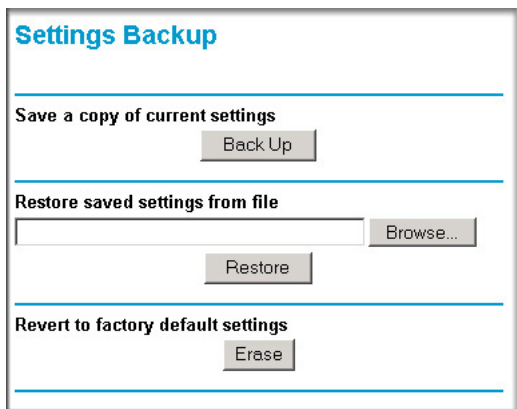 Settings Backup
Save a copy of current settings
Back Up
Restore saved settings from file
Browse...
Restore
Revert to factory default settings
Erase